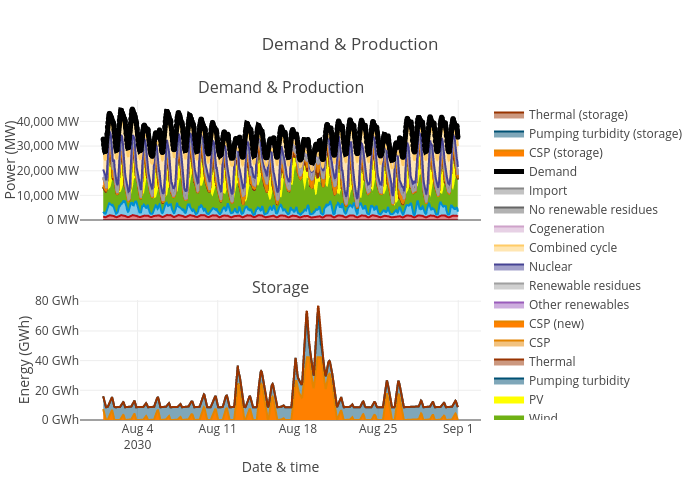 Demand & Production
Demand & Production
Power (MW)
40,000 MW
30,000 MW
20,000 MW
10,000 MW
0 MW
Storage
Energy (GWh)
80 GWh
60 GWh
40 GWh
20 GWh
0 GWh
Aug 4
2030
Aug 11
Aug 18
Aug 25
Sep 1
Date & time
Thermal (storage)
Pumping turbidity (storage)
CSP (storage)
Demand
Import
No renewable residues
Cogeneration
Combined cycle
Nuclear
Renewable residues
Other renewables
CSP (new)
CSP
Thermal
Pumping turbidity
PV
Wind